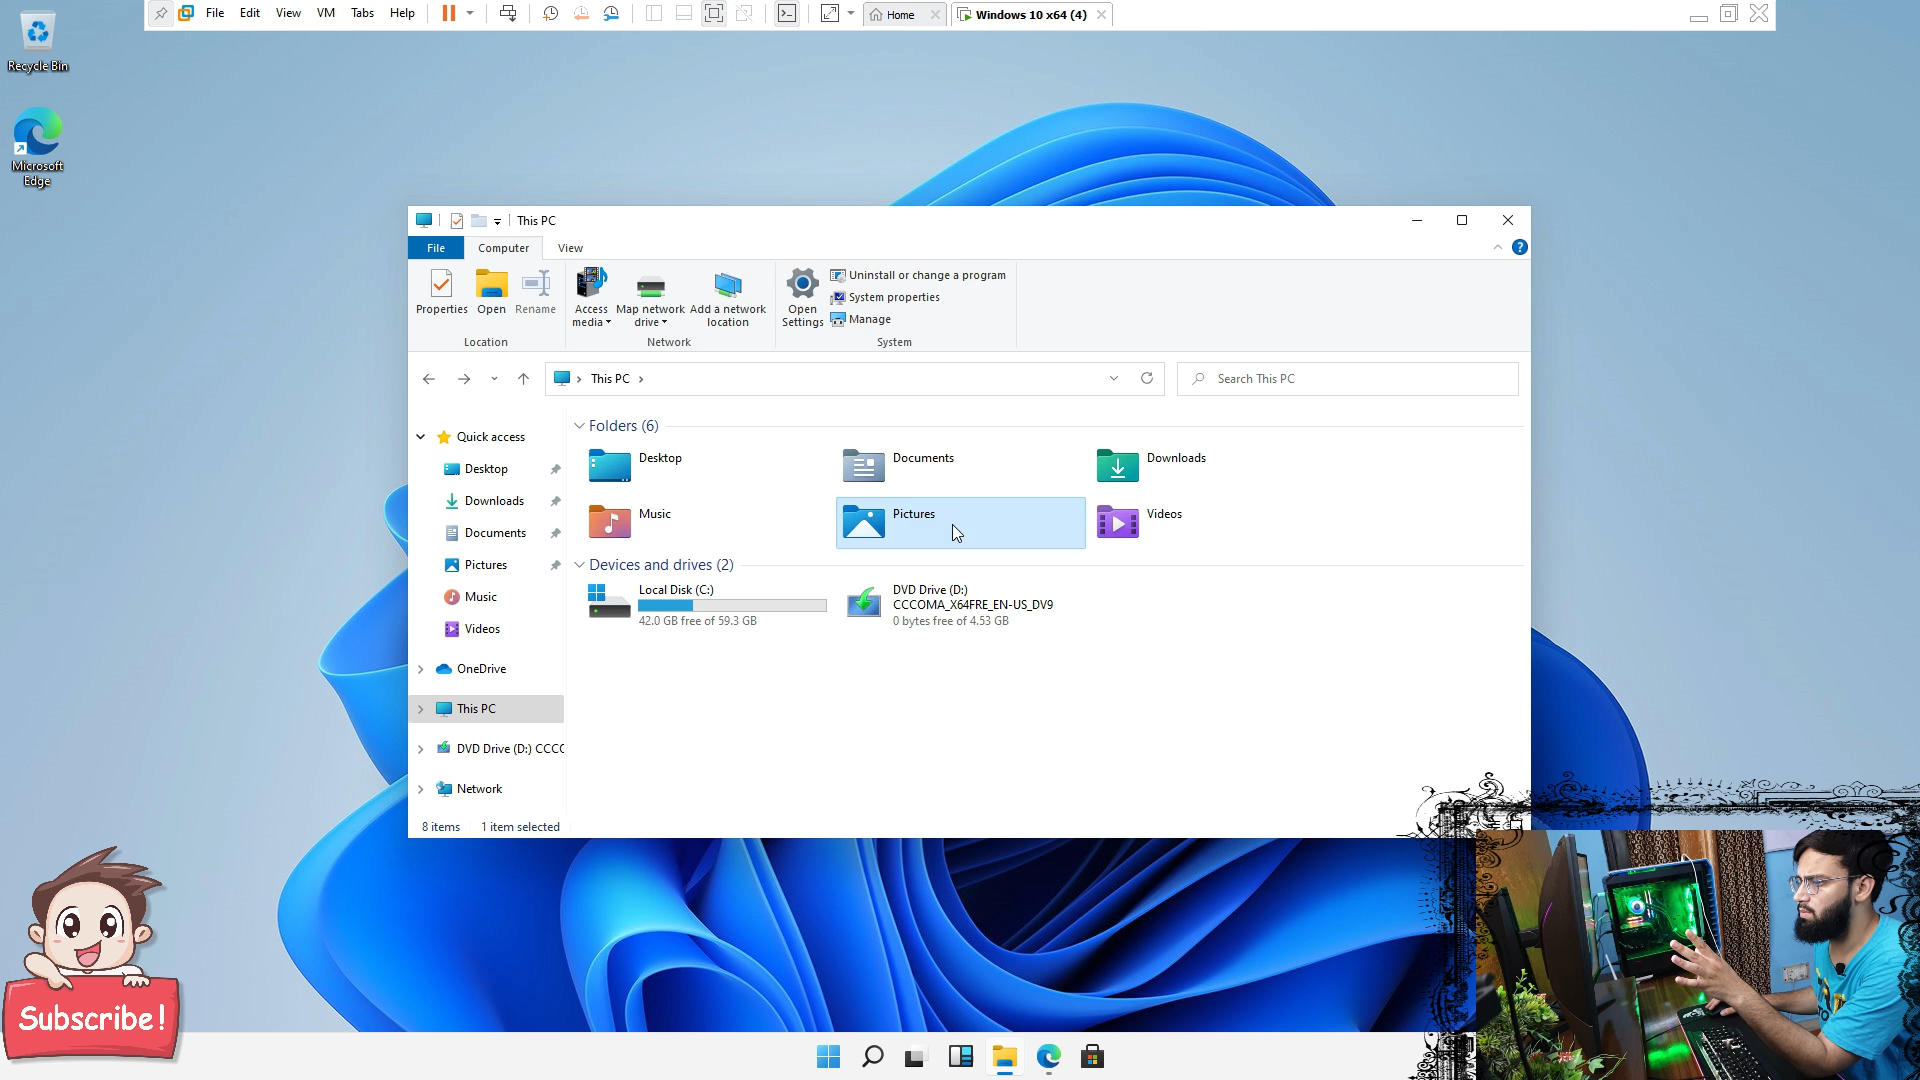 File Edit View VM Tabs Help Home Windows 10 x64 (4)
Recycle Bin
Microsoft
Edge
This PC
File Computer View
Properties Open Rename
Access
media
Map network
drive
Add a network
location
Open
Settings
Uninstall or change a program
System properties
Manage
Location Network System
This PC
Search This PC
Quick access
Desktop
Downloads
Documents
Pictures
Music
Videos
OneDrive
This PC
DVD Drive (D:) CCC
Network
Folders (6)
Desktop Documents Downloads
Music Pictures Videos
Devices and drives (2)
Local Disk (C:)
42.0 GB free of 59.3 GB
DVD Drive (D:)
CCCOMA_X64FRE_EN-US_DV9
0 bytes free of 4.53 GB
8 items 1 item selected
Subscribe!